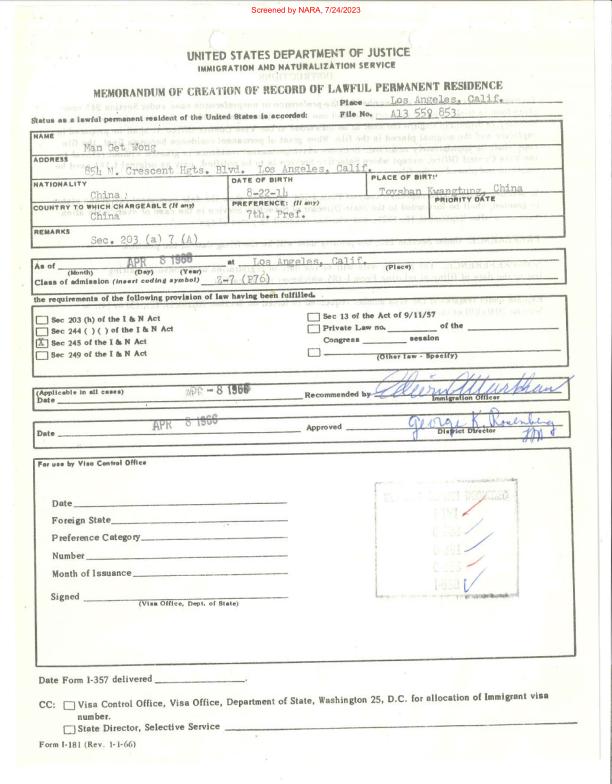 Screened by NARA, 7/24/2023
UNITED STATES DEPARTMENT OF JUSTICE
IMMIGRATION AND NATURALIZATION SERVICE
MEMORANDUM OF CREATION OF RECORD OF LAWFUL PERMANENT RESIDENCE
Place Los Angeles, Calif.
Status as a lawful permanent resident of the United States is accorded: File No. A13 559 853
NAME
Man Get Wong
ADDRESS
854 N. Crescent Hgts. Blvd. Los Angeles, Calif.
NATIONALITY DATE OF BIRTH PLACE OF BIRTH
China 8-22-14 Toyshan Kwangtung, China
COUNTRY TO WHICH CHARGEABLE (If any) PREFERENCE: (If any) PRIORITY DATE
China 7th. Pref.
REMARKS
Sec. 203 (a) 7 (A)
As of APR 8 1966 at Los Angeles, Calif.
(Month) (Day) (Year) (Place)
Class of admission (insert coding symbol) Z-7 (P76)
the requirements of the following provision of law having been fulfilled.
Sec 203 (h) of the I & N Act Sec 13 of the Act of 9/11/57
Sec 244 ( ) ( ) of the I & N Act Private Law no. of the
X Sec 245 of the I & N Act Congress session
Sec 249 of the I & N Act
(Other law - Specify)
(Applicable in all cases)
Date APR - 8 1966 Recommended by
Immigration Officer
Date APR 8 1966 Approved George K. Rosenberg
District Director
For use by Visa Control Office
Date
Foreign State
Preference Category
Number
Month of Issuance
Signed
(Visa Office, Dept. of State)
Date Form I-357 delivered .
CC: Visa Control Office, Visa Office, Department of State, Washington 25, D.C. for allocation of Immigrant visa
number.
State Director, Selective Service
Form I-181 (Rev. 1-1-66)